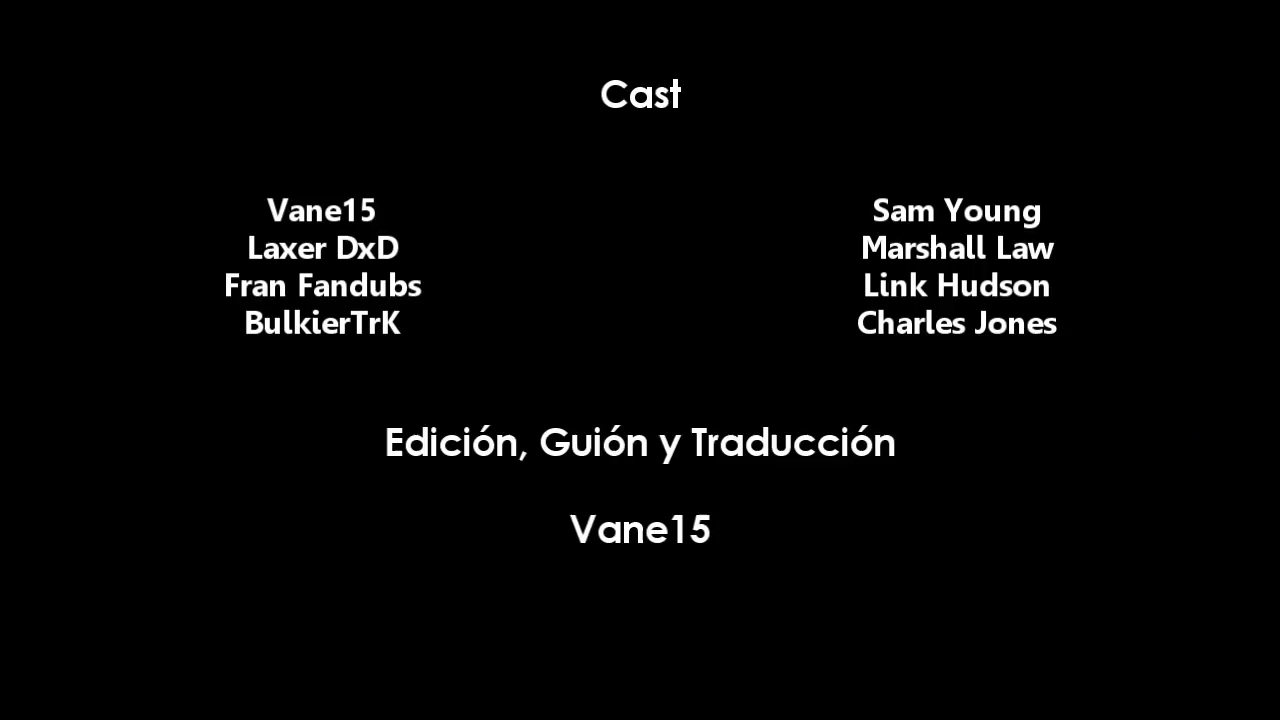 Cast
Vane15 Sam Young
Laxer DxD Marshall Law
Fran Fandubs Link Hudson
BulkierTrK Charles Jones
Edición, Guión y Traducción
Vane15